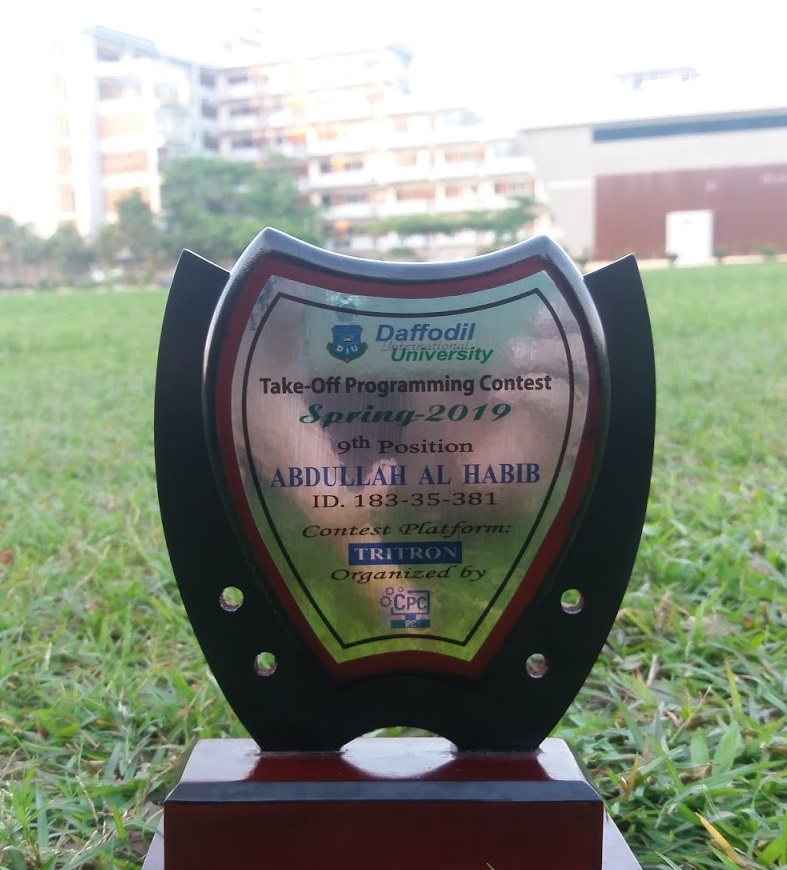 DIU
Daffodil
International
University
Take-Off Programming Contest
Spring-2019
9th Position
ABDULLAH AL HABIB
ID. 183-35-381
Contest Platform:
TRITRON
Organized by
CPC